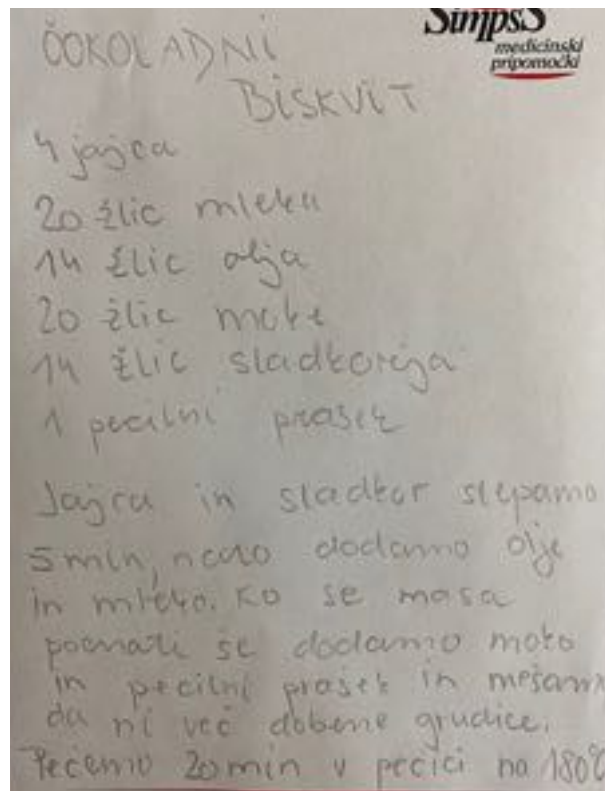 SimpsS
medicinski
pripomočki
ČOKOLADNI
BISKVIT
4 jajca
20 žlic mleka
14 žlic olja
20 žlic moke
14 žlic sladkorja
1 pecilni prašek
Jajca in sladkor stepamo
5 min, nato dodamo olje
in mleko. Ko se masa
se dodamo moko
in pecilni prašek in mešamo
da ni več dobene grudice.
Pečemo 20 min v pečici na 180°C